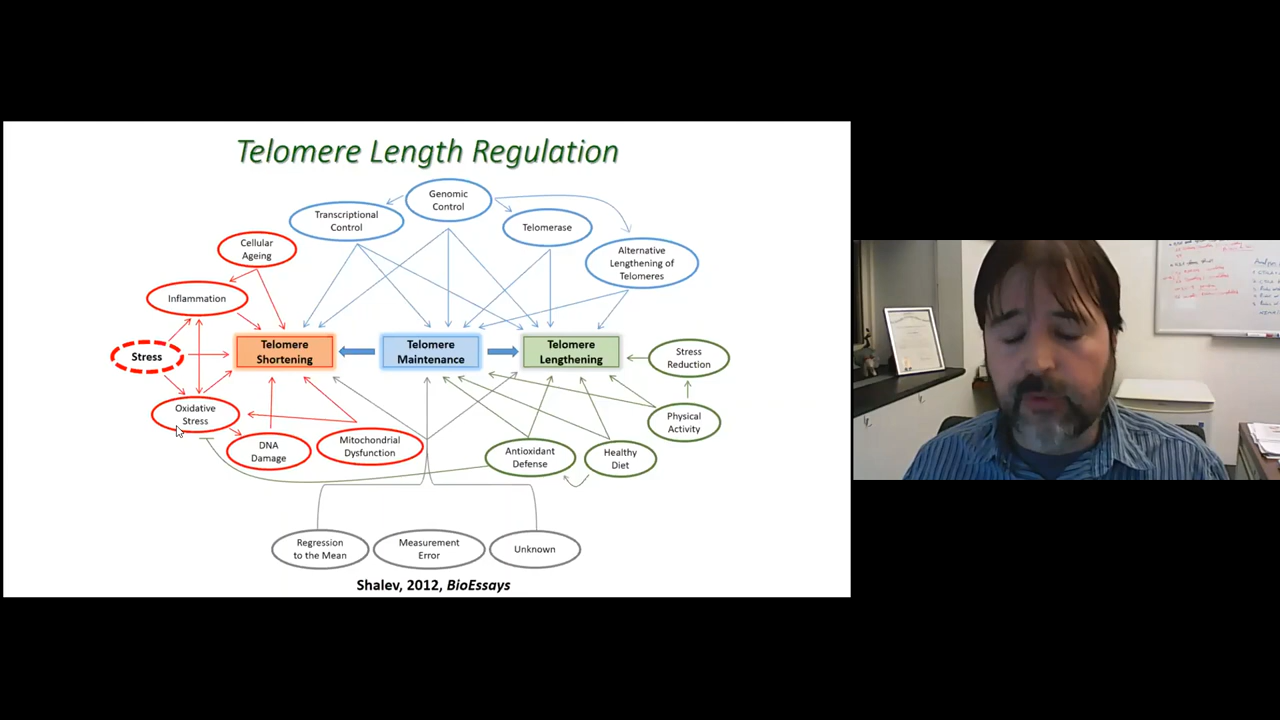 Telomere Length Regulation
Genomic
Control
Transcriptional
Control
Telomerase
Cellular
Ageing
Alternative
Lengthening of
Telomeres
Inflammation
Stress
Telomere
Shortening
Telomere
Maintenance
Telomere
Lengthening
Stress
Reduction
Oxidative
Stress
Physical
Activity
DNA
Damage
Mitochondrial
Dysfunction
Antioxidant
Defense
Healthy
Diet
Regression
to the Mean
Measurement
Error
Unknown
Shalev, 2012, BioEssays